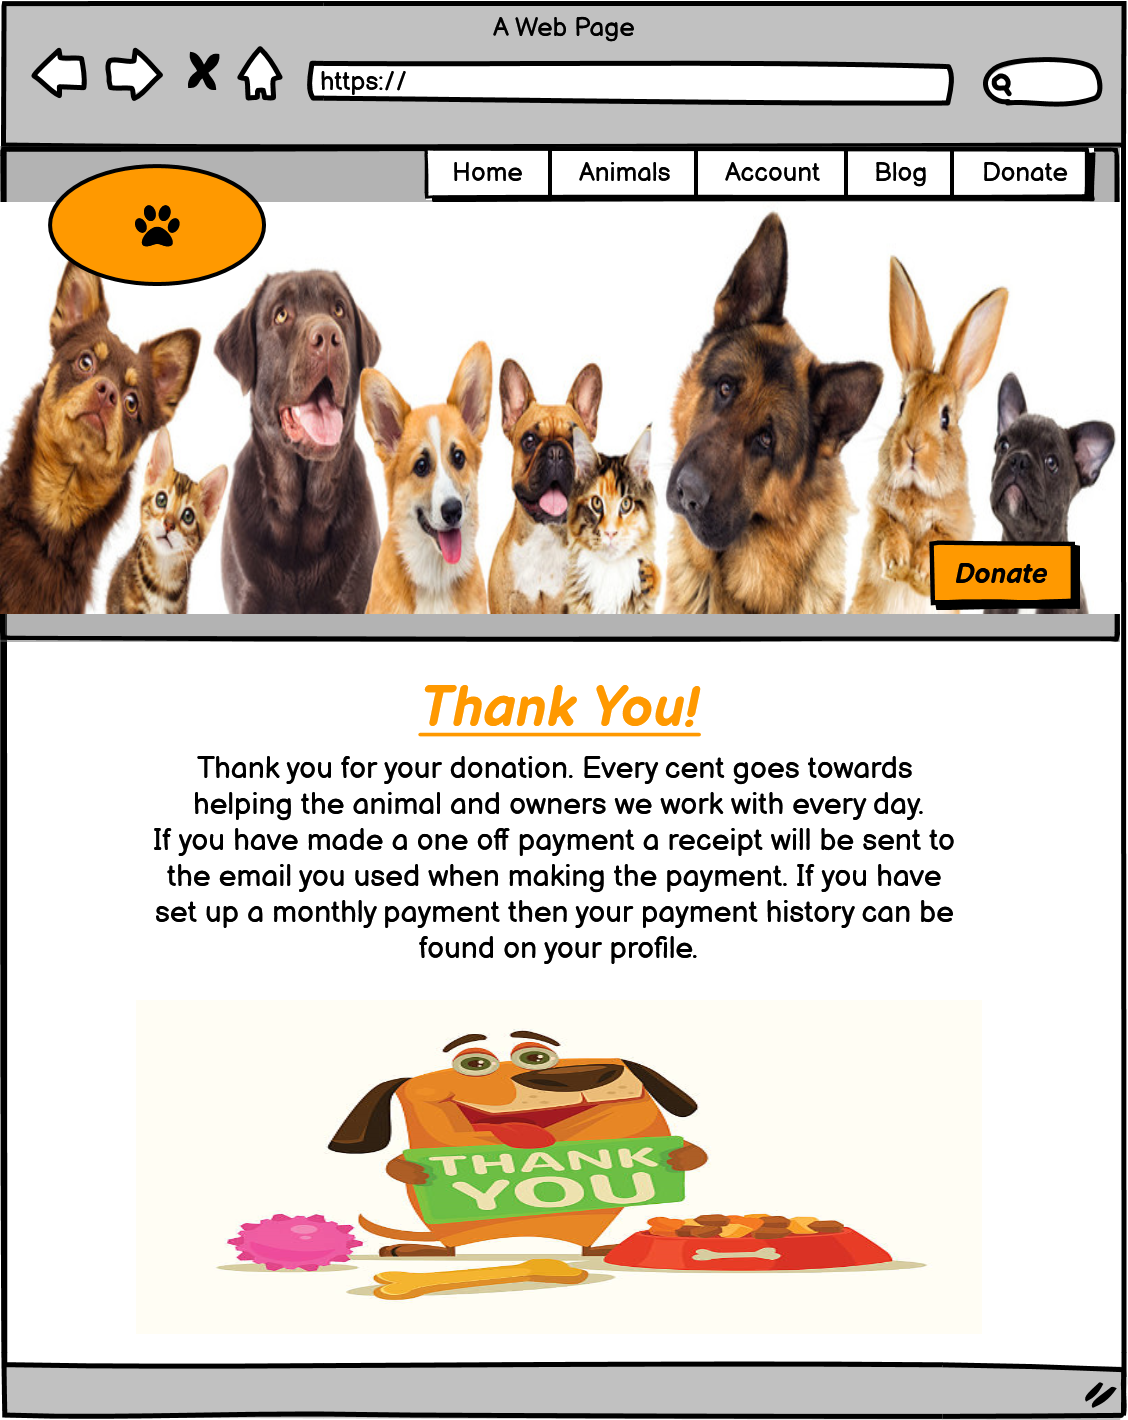 A Web Page
https://
Home Animals Account Blog Donate
Donate
Thank You!
Thank you for your donation. Every cent goes towards
helping the animal and owners we work with every day.
If you have made a one off payment a receipt will be sent to
the email you used when making the payment. If you have
set up a monthly payment then your payment history can be
found on your profile.
THANK
YOU